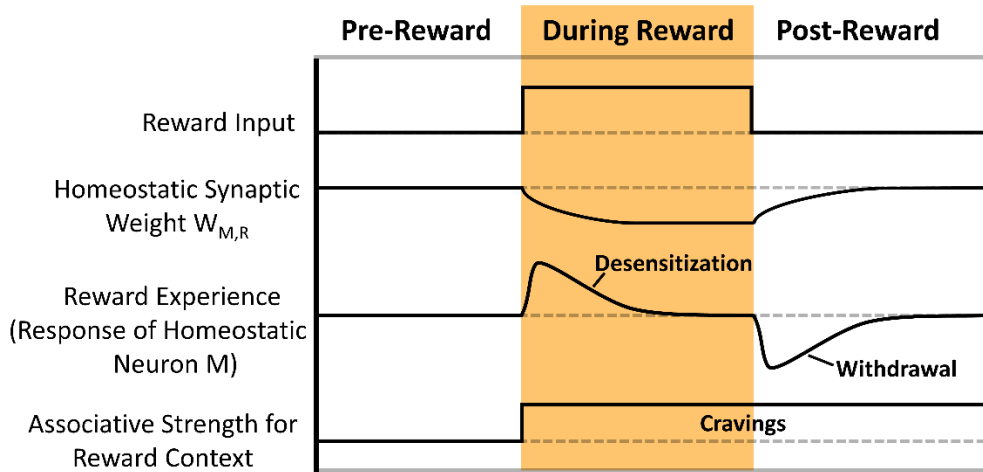 Pre-Reward During Reward Post-Reward
Reward Input
Homeostatic Synaptic
Weight W_M,R
Desensitization
Reward Experience
(Response of Homeostatic
Neuron M)
Withdrawal
Associative Strength for
Reward Context
Cravings